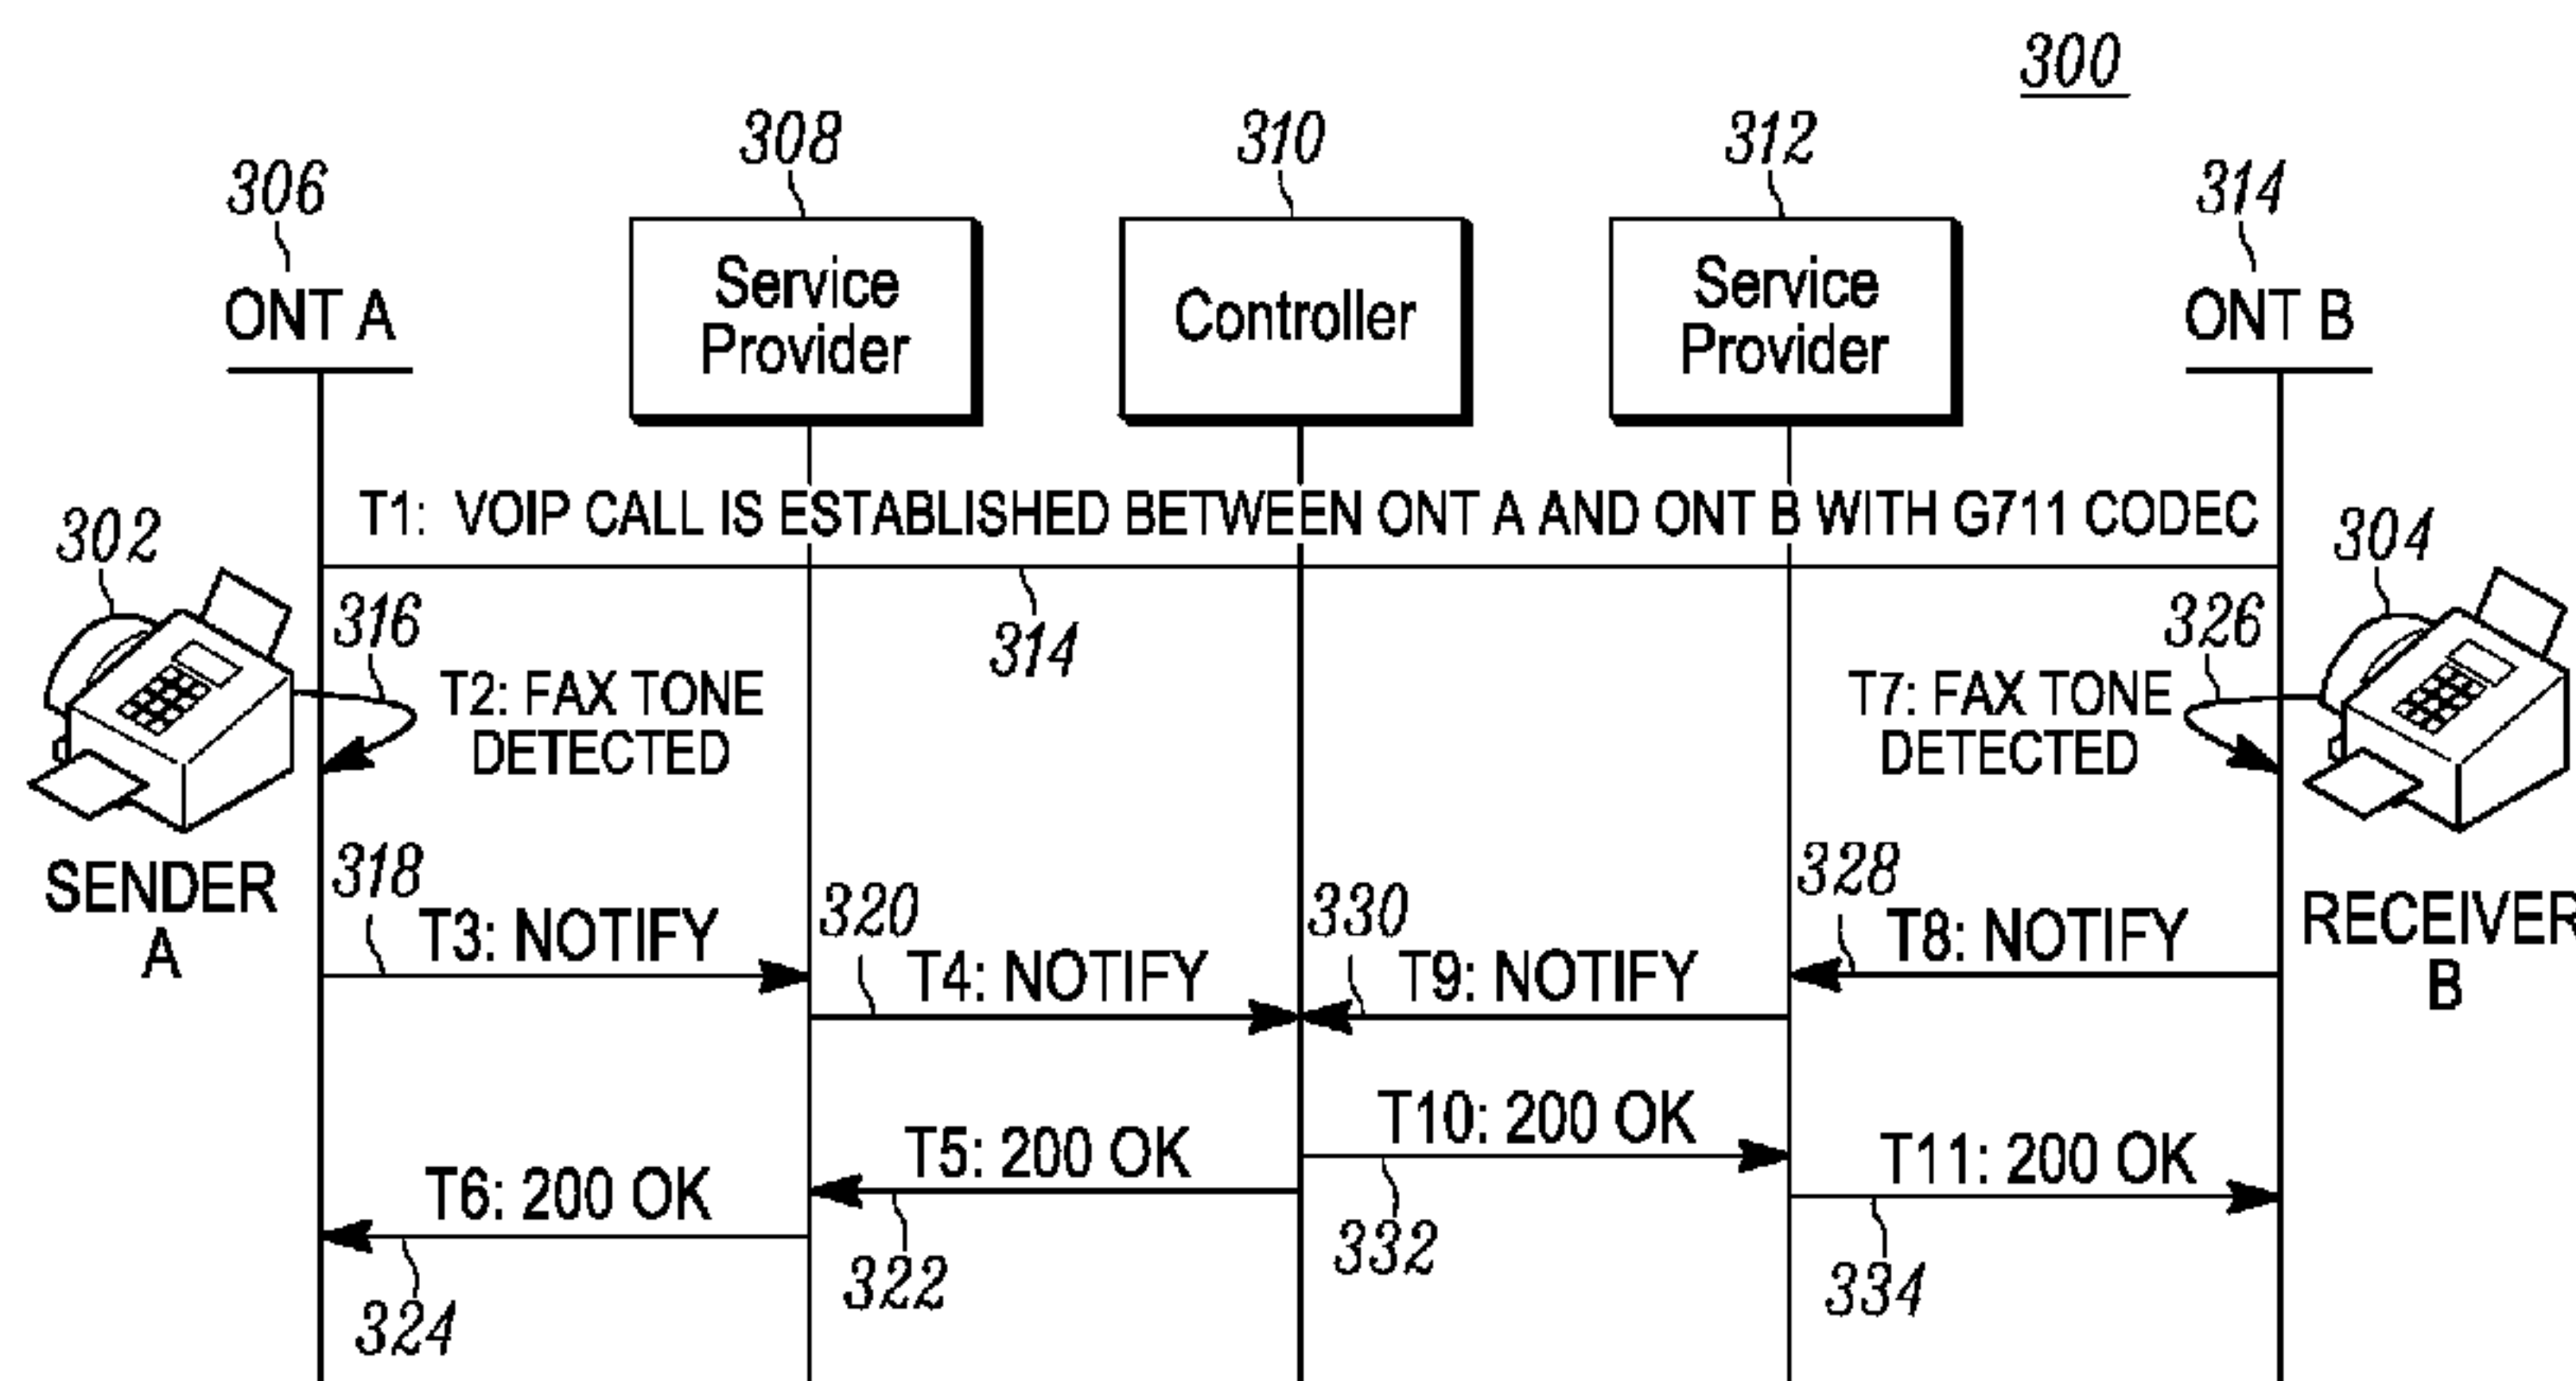 300
308
310
312
306
314
Service
Provider
Controller
Service
Provider
ONT A
ONT B
T1: VOIP CALL IS ESTABLISHED BETWEEN ONT A AND ONT B WITH G711 CODEC
302
304
316
314
326
T2: FAX TONE
DETECTED
T7: FAX TONE
DETECTED
SENDER
A
RECEIVER
B
318
T3: NOTIFY
320
T4: NOTIFY
330
T9: NOTIFY
328
T8: NOTIFY
T10: 200 OK
T5: 200 OK
T11: 200 OK
T6: 200 OK
332
322
334
324